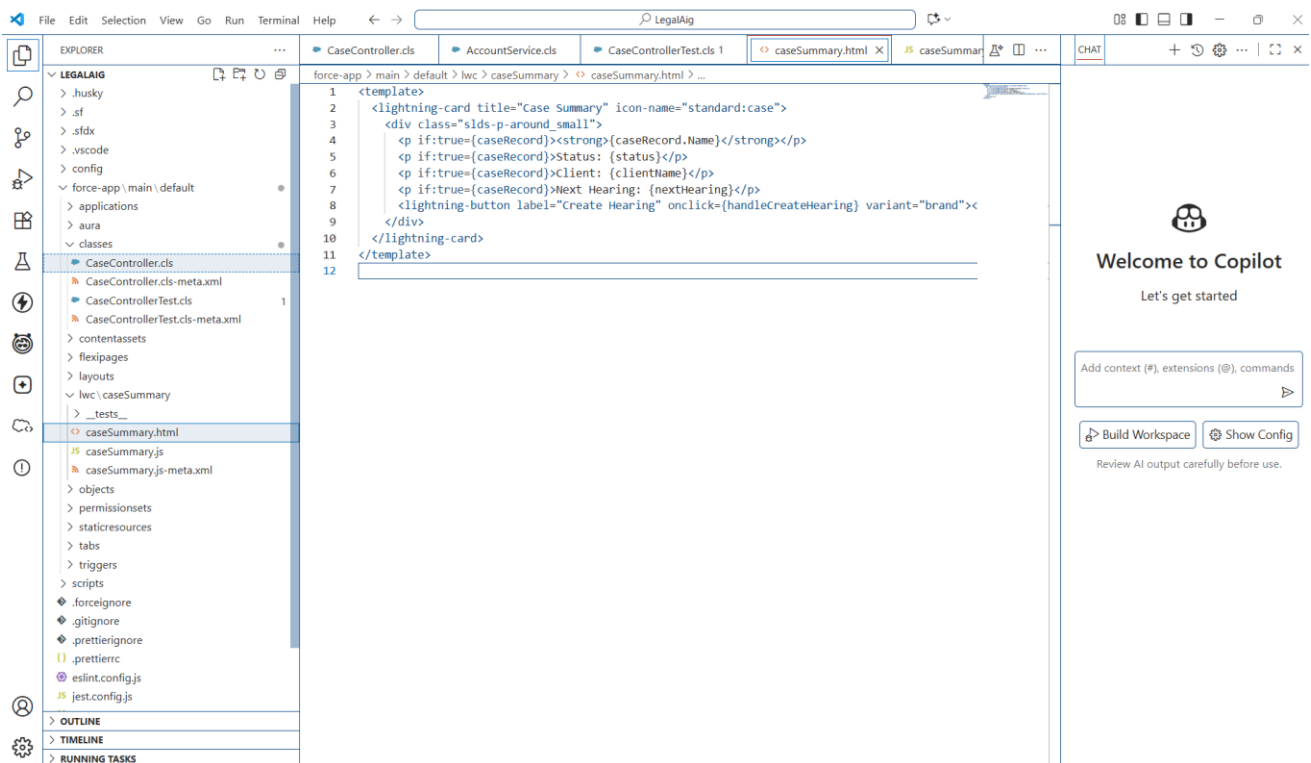 File Edit Selection View Go Run Terminal Help
LegalAig
EXPLORER
LEGALAIG
.husky
.sf
.sfdx
.vscode
config
force-app\main\default
applications
aura
classes
CaseController.cls
CaseController.cls-meta.xml
CaseControllerTest.cls 1
CaseControllerTest.cls-meta.xml
contentassets
flexipages
layouts
lwc\caseSummary
__tests__
caseSummary.html
caseSummary.js
caseSummary.js-meta.xml
objects
permissionsets
staticresources
tabs
triggers
scripts
.forceignore
.gitignore
.prettierignore
.prettierrc
eslint.config.js
JS jest.config.js
OUTLINE
TIMELINE
RUNNING TASKS
CaseController.cls AccountService.cls CaseControllerTest.cls 1 caseSummary.html JS caseSummar
force-app > main > default > lwc > caseSummary > caseSummary.html > ...
1 <template>
2 <lightning-card title="Case Summary" icon-name="standard:case">
3 <div class="slds-p-around_small">
4 <p if:true={caseRecord}><strong>{caseRecord.Name}</strong></p>
5 <p if:true={caseRecord}>Status: {status}</p>
6 <p if:true={caseRecord}>Client: {clientName}</p>
7 <p if:true={caseRecord}>Next Hearing: {nextHearing}</p>
8 <lightning-button label="Create Hearing" onclick={handleCreateHearing} variant="brand"><
9 </div>
10 </lightning-card>
11 </template>
12
CHAT
Welcome to Copilot
Let's get started
Add context (#), extensions (@), commands
Build Workspace Show Config
Review AI output carefully before use.